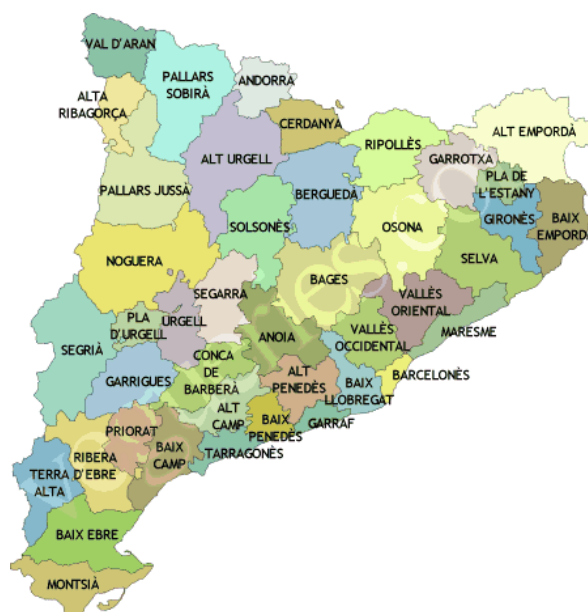 VAL D'ARAN
PALLARS
SOBIRÀ
ANDORRA
ALTA
RIBAGORÇA
CERDANYA
ALT EMPORDÀ
RIPOLLÈS
ALT URGELL
GARROTXA
PLA DE
L'ESTANY
PALLARS JUSSÀ
BERGUEDÀ
SOLSONÈS
OSONA
GIRONÈS
BAIX
EMPORD
NOGUERA
SELVA
BAGES
SEGARRA
VALLÈS
ORIENTAL
PLA
D'URGELL
URGELL
ANOIA
VALLÈS
OCCIDENTAL
MARESME
SEGRIÀ
CONCA
DE
BARBERÀ
GARRIGUES
ALT
PENEDÈS
BAIX
LLOBREGAT
BARCELONÈS
ALT
CAMP
BAIX
PENEDÈS
GARRAF
PRIORAT
BAIX
CAMP
TARRAGONÈS
RIBERA
D'EBRE
TERRA
ALTA
BAIX EBRE
MONTSIÀ